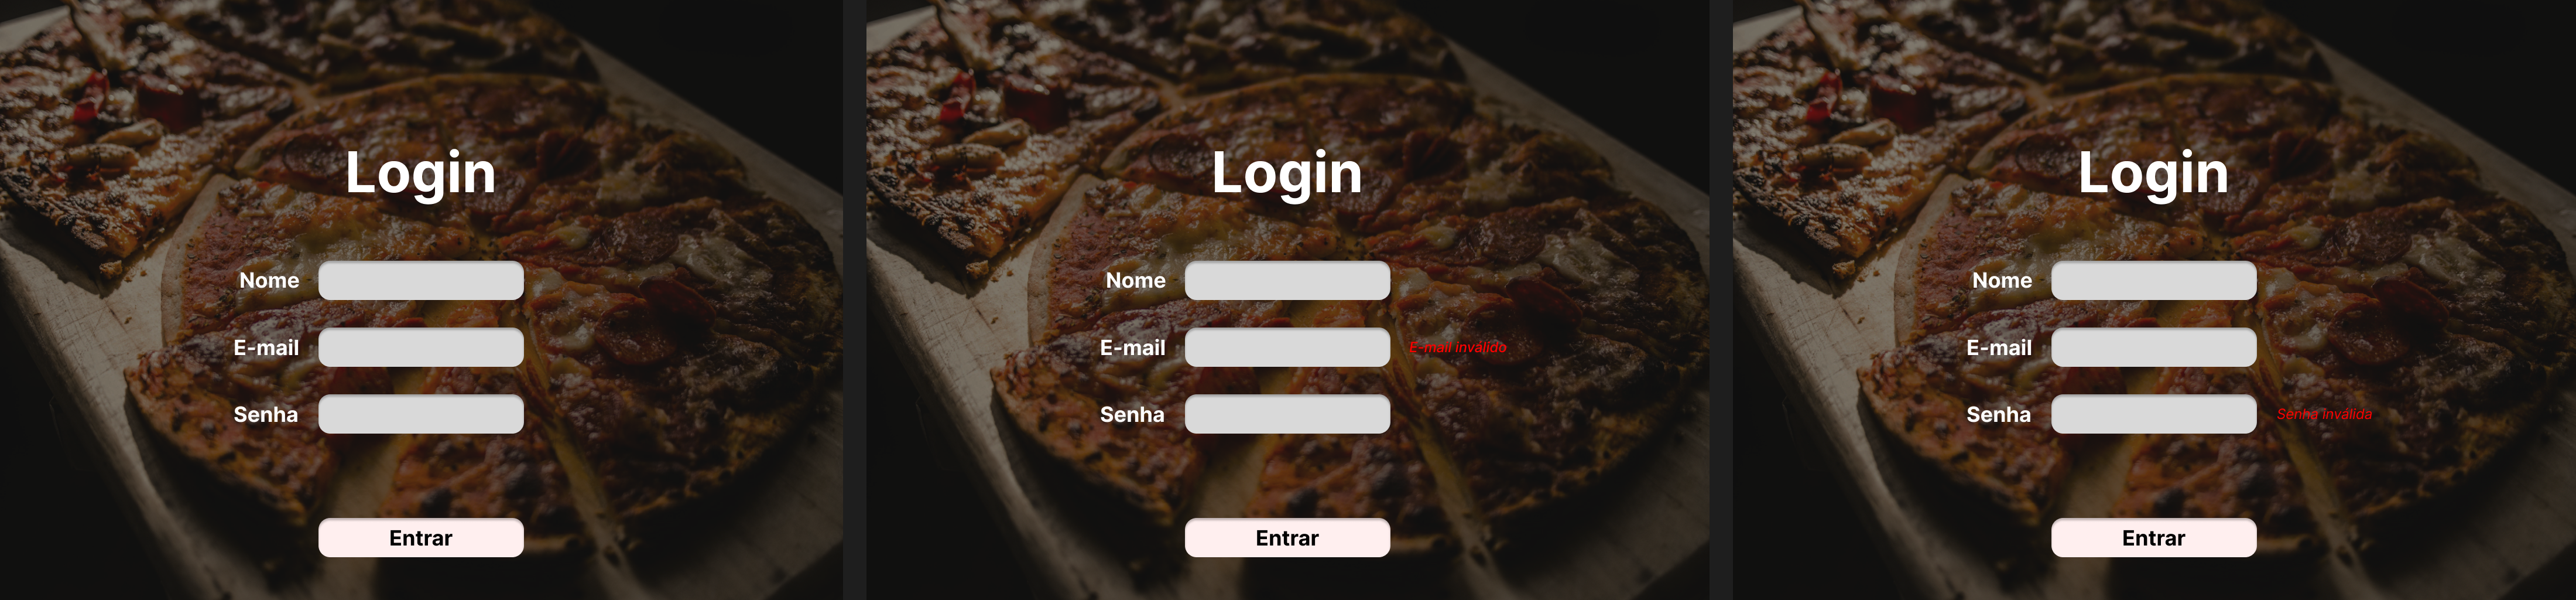 Login
Nome
E-mail
Senha
Entrar
Login
Nome
E-mail
E-mail inválido
Senha
Entrar
Login
Nome
E-mail
Senha
Senha inválida
Entrar